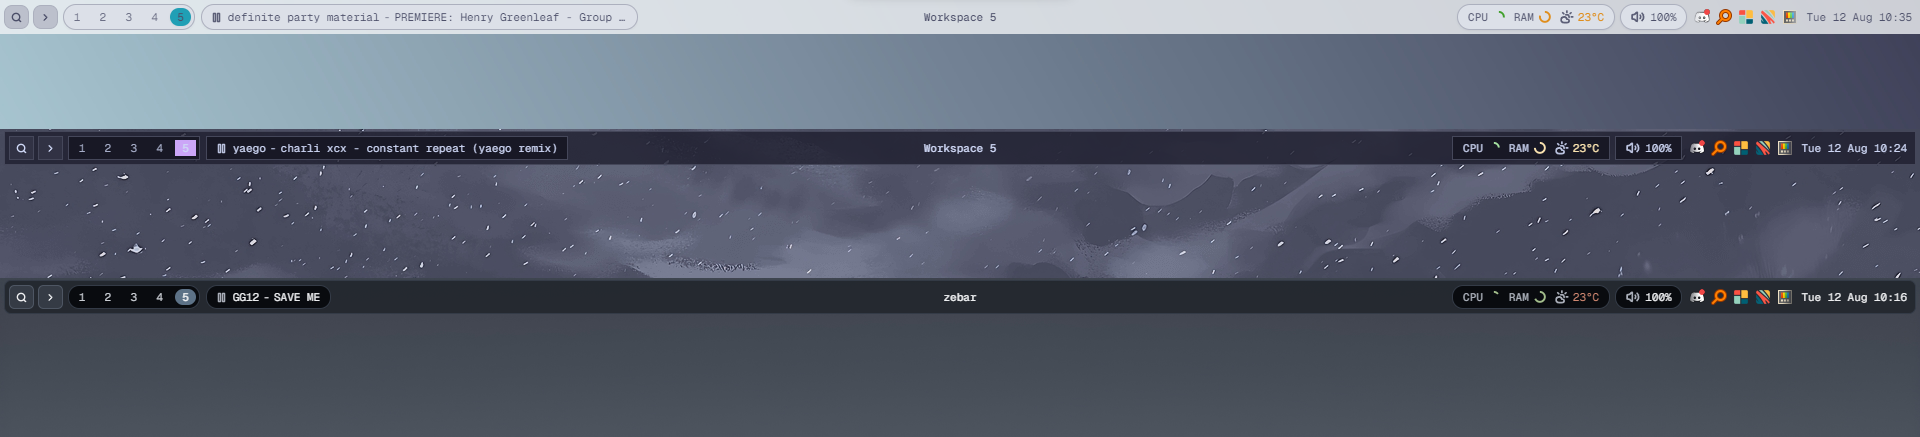 1 2 3 4 5 definite party material - PREMIERE: Henry Greenleaf - Group … Workspace 5 CPU RAM 23°C 100% Tue 12 Aug 10:35
1 2 3 4 5 yaego - charli xcx - constant repeat (yaego remix) Workspace 5 CPU RAM 23°C 100% Tue 12 Aug 10:24
1 2 3 4 5 GG12 - SAVE ME zebar CPU RAM 23°C 100% Tue 12 Aug 10:16